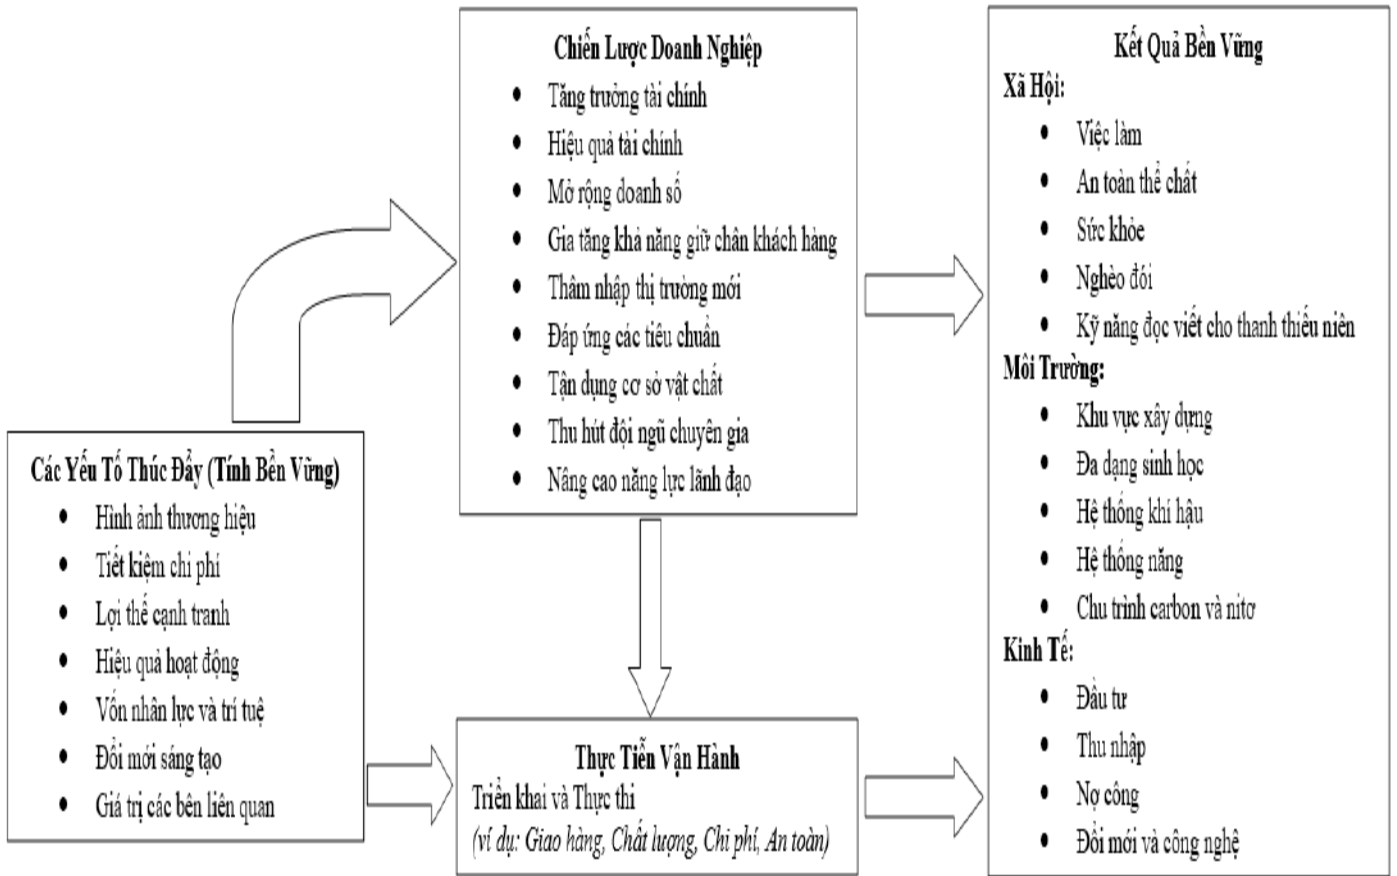 Chiến Lược Doanh Nghiệp
• Tăng trưởng tài chính
• Hiệu quả tài chính
• Mở rộng doanh số
• Gia tăng khả năng giữ chân khách hàng
• Thâm nhập thị trường mới
• Đáp ứng các tiêu chuẩn
• Tận dụng cơ sở vật chất
• Thu hút đội ngũ chuyên gia
• Nâng cao năng lực lãnh đạo
Các Yếu Tố Thúc Đẩy (Tính Bền Vững)
• Hình ảnh thương hiệu
• Tiết kiệm chi phí
• Lợi thế cạnh tranh
• Hiệu quả hoạt động
• Vốn nhân lực và trí tuệ
• Đổi mới sáng tạo
• Giá trị các bên liên quan
Thực Tiễn Vận Hành
Triển khai và Thực thi
(ví dụ: Giao hàng, Chất lượng, Chi phí, An toàn)
Kết Quả Bền Vững
Xã Hội:
• Việc làm
• An toàn thể chất
• Sức khỏe
• Nghèo đói
• Kỹ năng đọc viết cho thanh thiếu niên
Môi Trường:
• Khu vực xây dựng
• Đa dạng sinh học
• Hệ thống khí hậu
• Hệ thống năng
• Chu trình carbon và nitơ
Kinh Tế:
• Đầu tư
• Thu nhập
• Nợ công
• Đổi mới và công nghệ